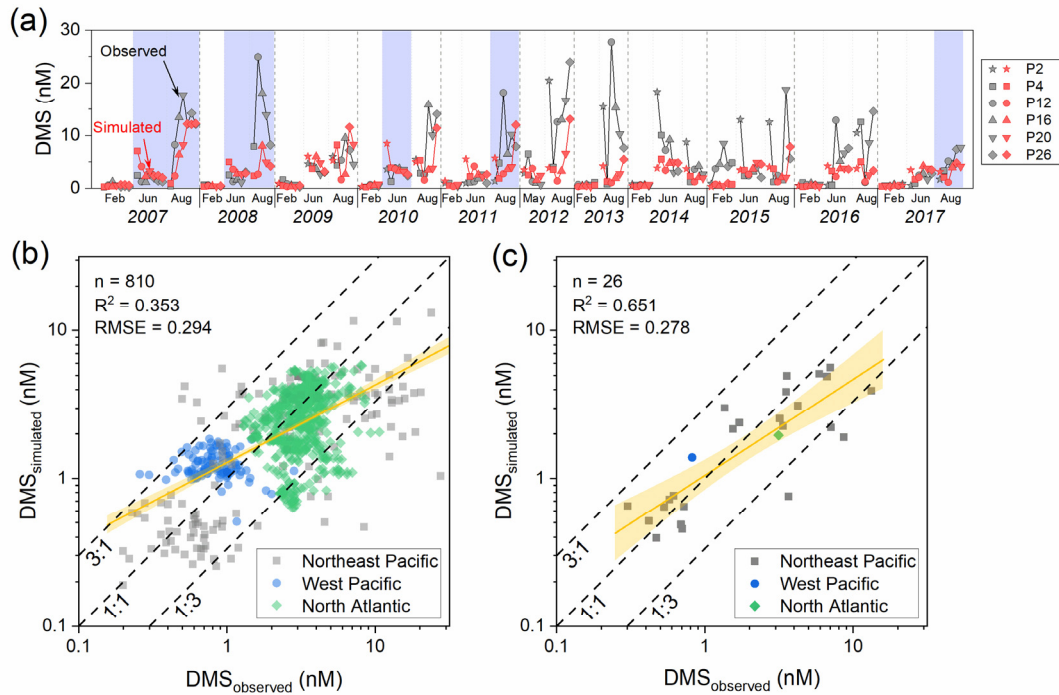 (a)
30
20
10
0
DMS (nM)
Observed
Simulated
P2
P4
P12
P16
P20
P26
Feb Jun Aug Feb Jun Aug Feb Jun Aug Feb Jun Aug Feb Jun Aug May Aug Feb Aug Feb Jun Aug Feb Jun Aug Feb Jun Aug Feb Jun Aug
2007 2008 2009 2010 2011 2012 2013 2014 2015 2016 2017
(b)
n = 810
R² = 0.353
RMSE = 0.294
10
1
0.1
DMSsimulated (nM)
3:1
1:1
1:3
Northeast Pacific
West Pacific
North Atlantic
0.1 1 10
DMSobserved (nM)
(c)
n = 26
R² = 0.651
RMSE = 0.278
10
1
0.1
DMSsimulated (nM)
3:1
1:1
1:3
Northeast Pacific
West Pacific
North Atlantic
0.1 1 10
DMSobserved (nM)